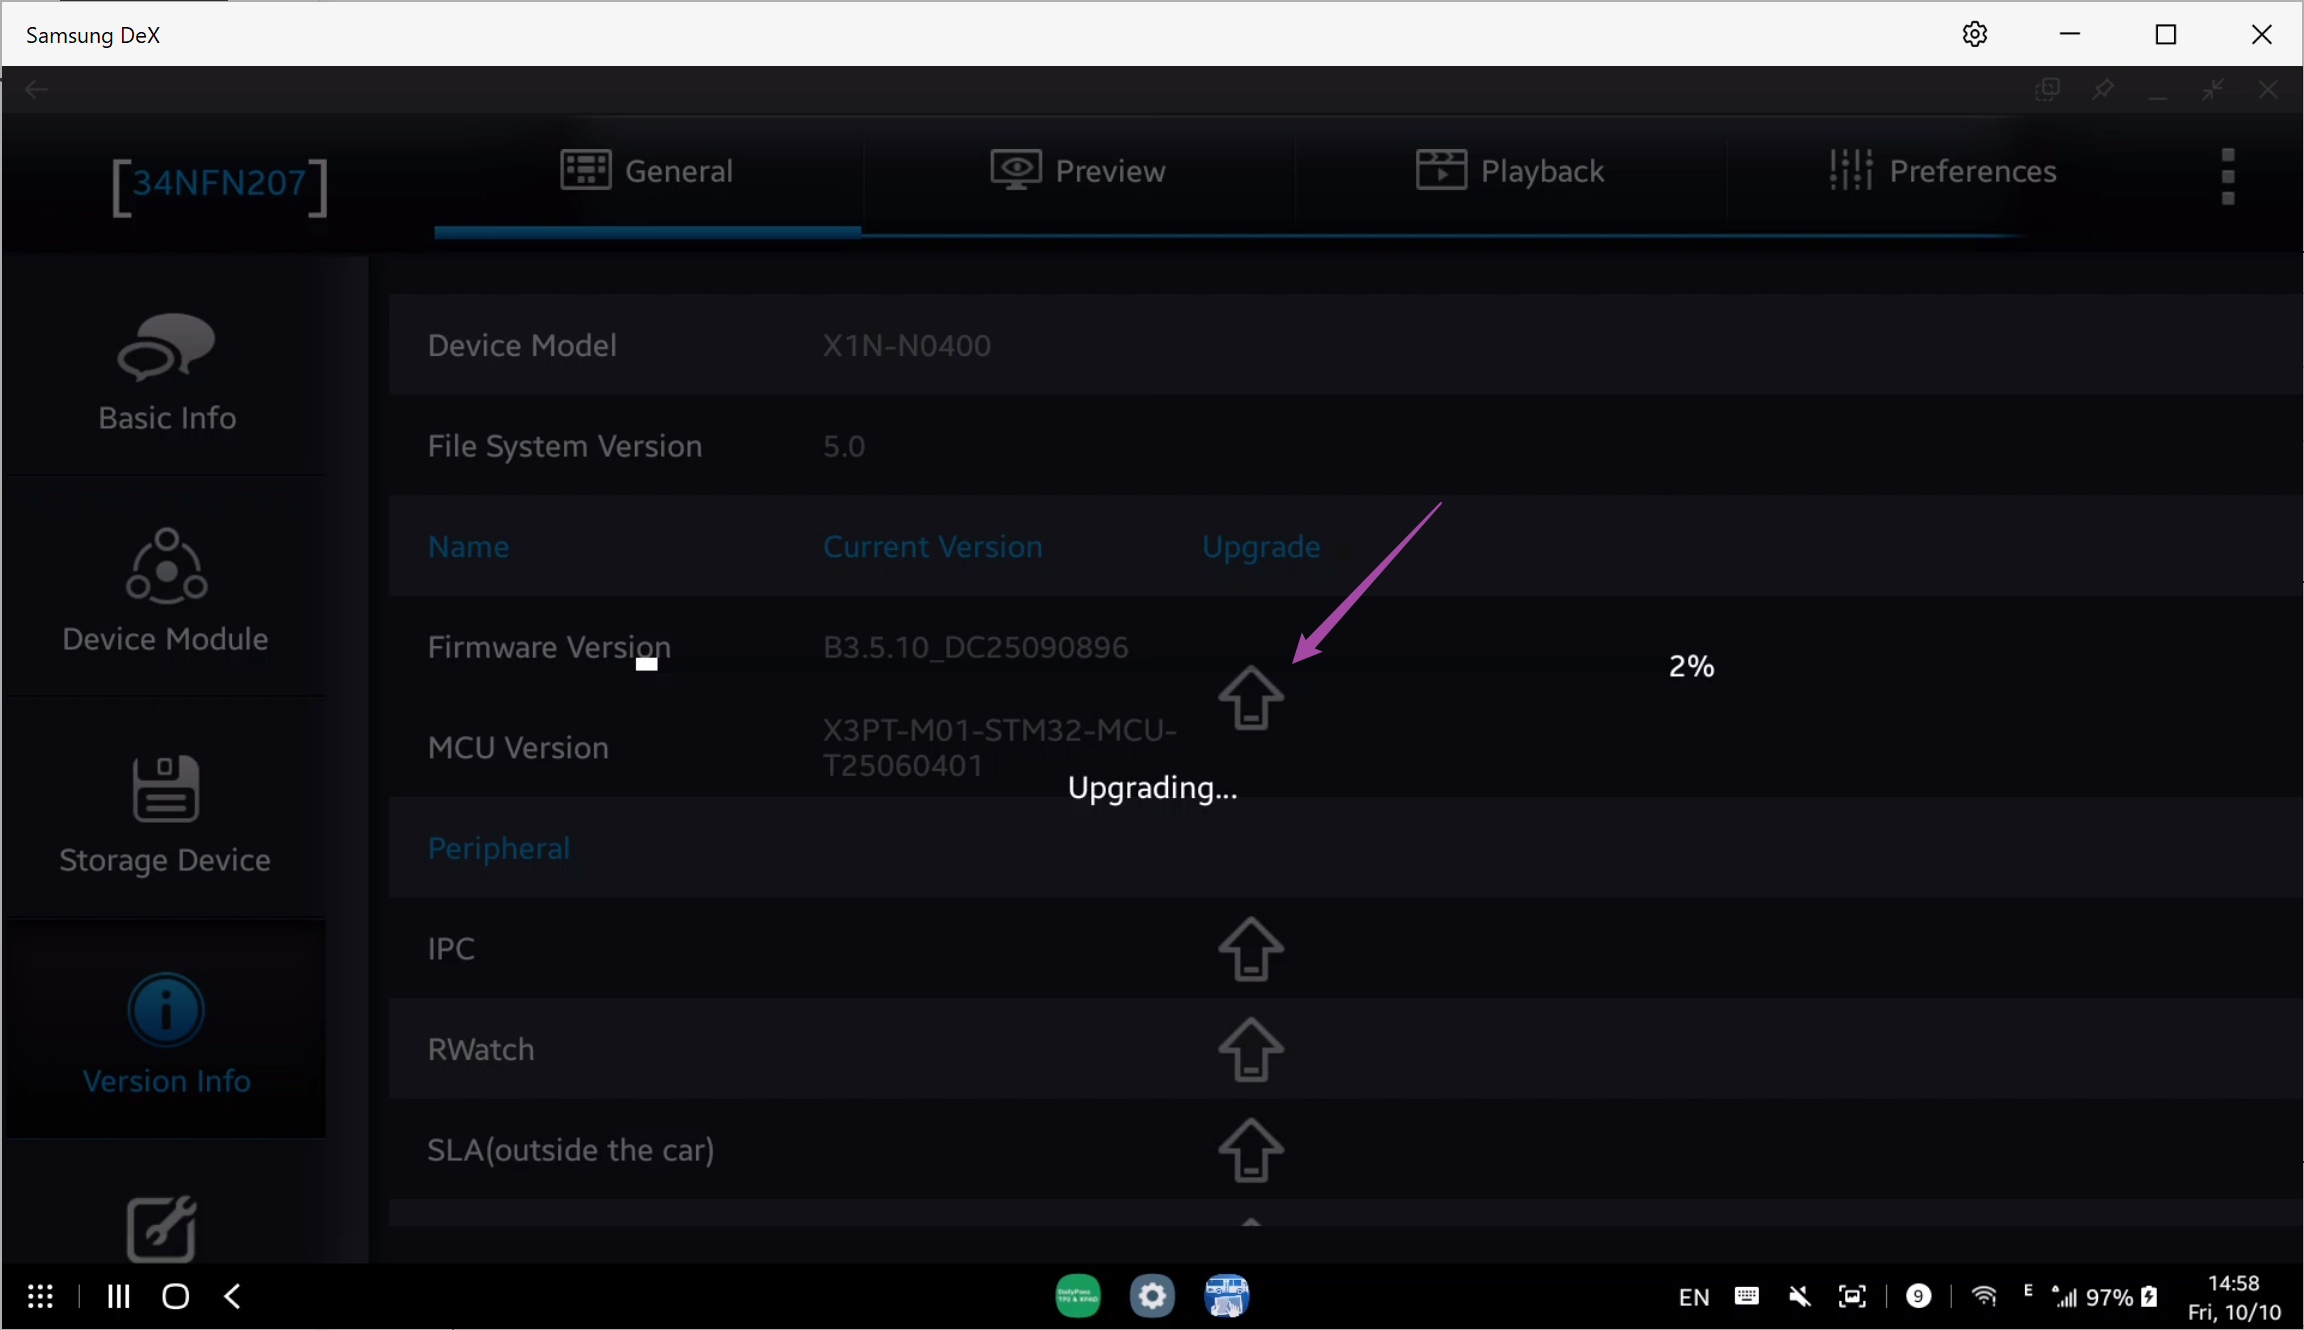 Samsung DeX
[34NFN207]
General
Preview
Playback
Preferences
Basic Info
Device Module
Storage Device
Version Info
Device Model X1N-N0400
File System Version 5.0
Name Current Version Upgrade
Firmware Version B3.5.10_DC25090896
2%
MCU Version X3PT-M01-STM32-MCU-
T25060401
Upgrading...
Peripheral
IPC
RWatch
SLA(outside the car)
EN
9
E
97%
14:58
Fri, 10/10